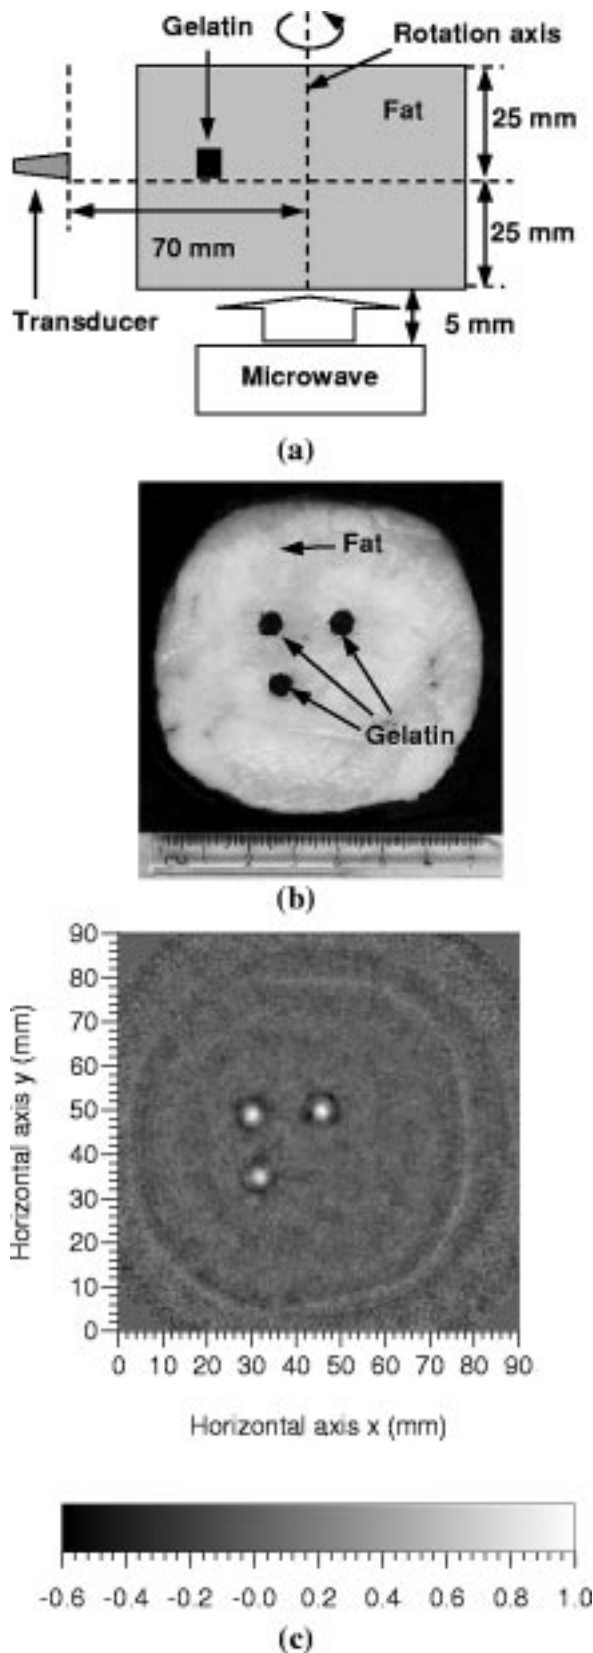 Gelatin
Rotation axis
Fat
25 mm
70 mm
25 mm
Transducer
5 mm
Microwave
(a)
Fat
Gelatin
(b)
90
80
70
60
50
40
30
20
10
0
Horizontal axis y (mm)
0 10 20 30 40 50 60 70 80 90
Horizontal axis x (mm)
-0.6 -0.4 -0.2 -0.0 0.2 0.4 0.6 0.8 1.0
(c)